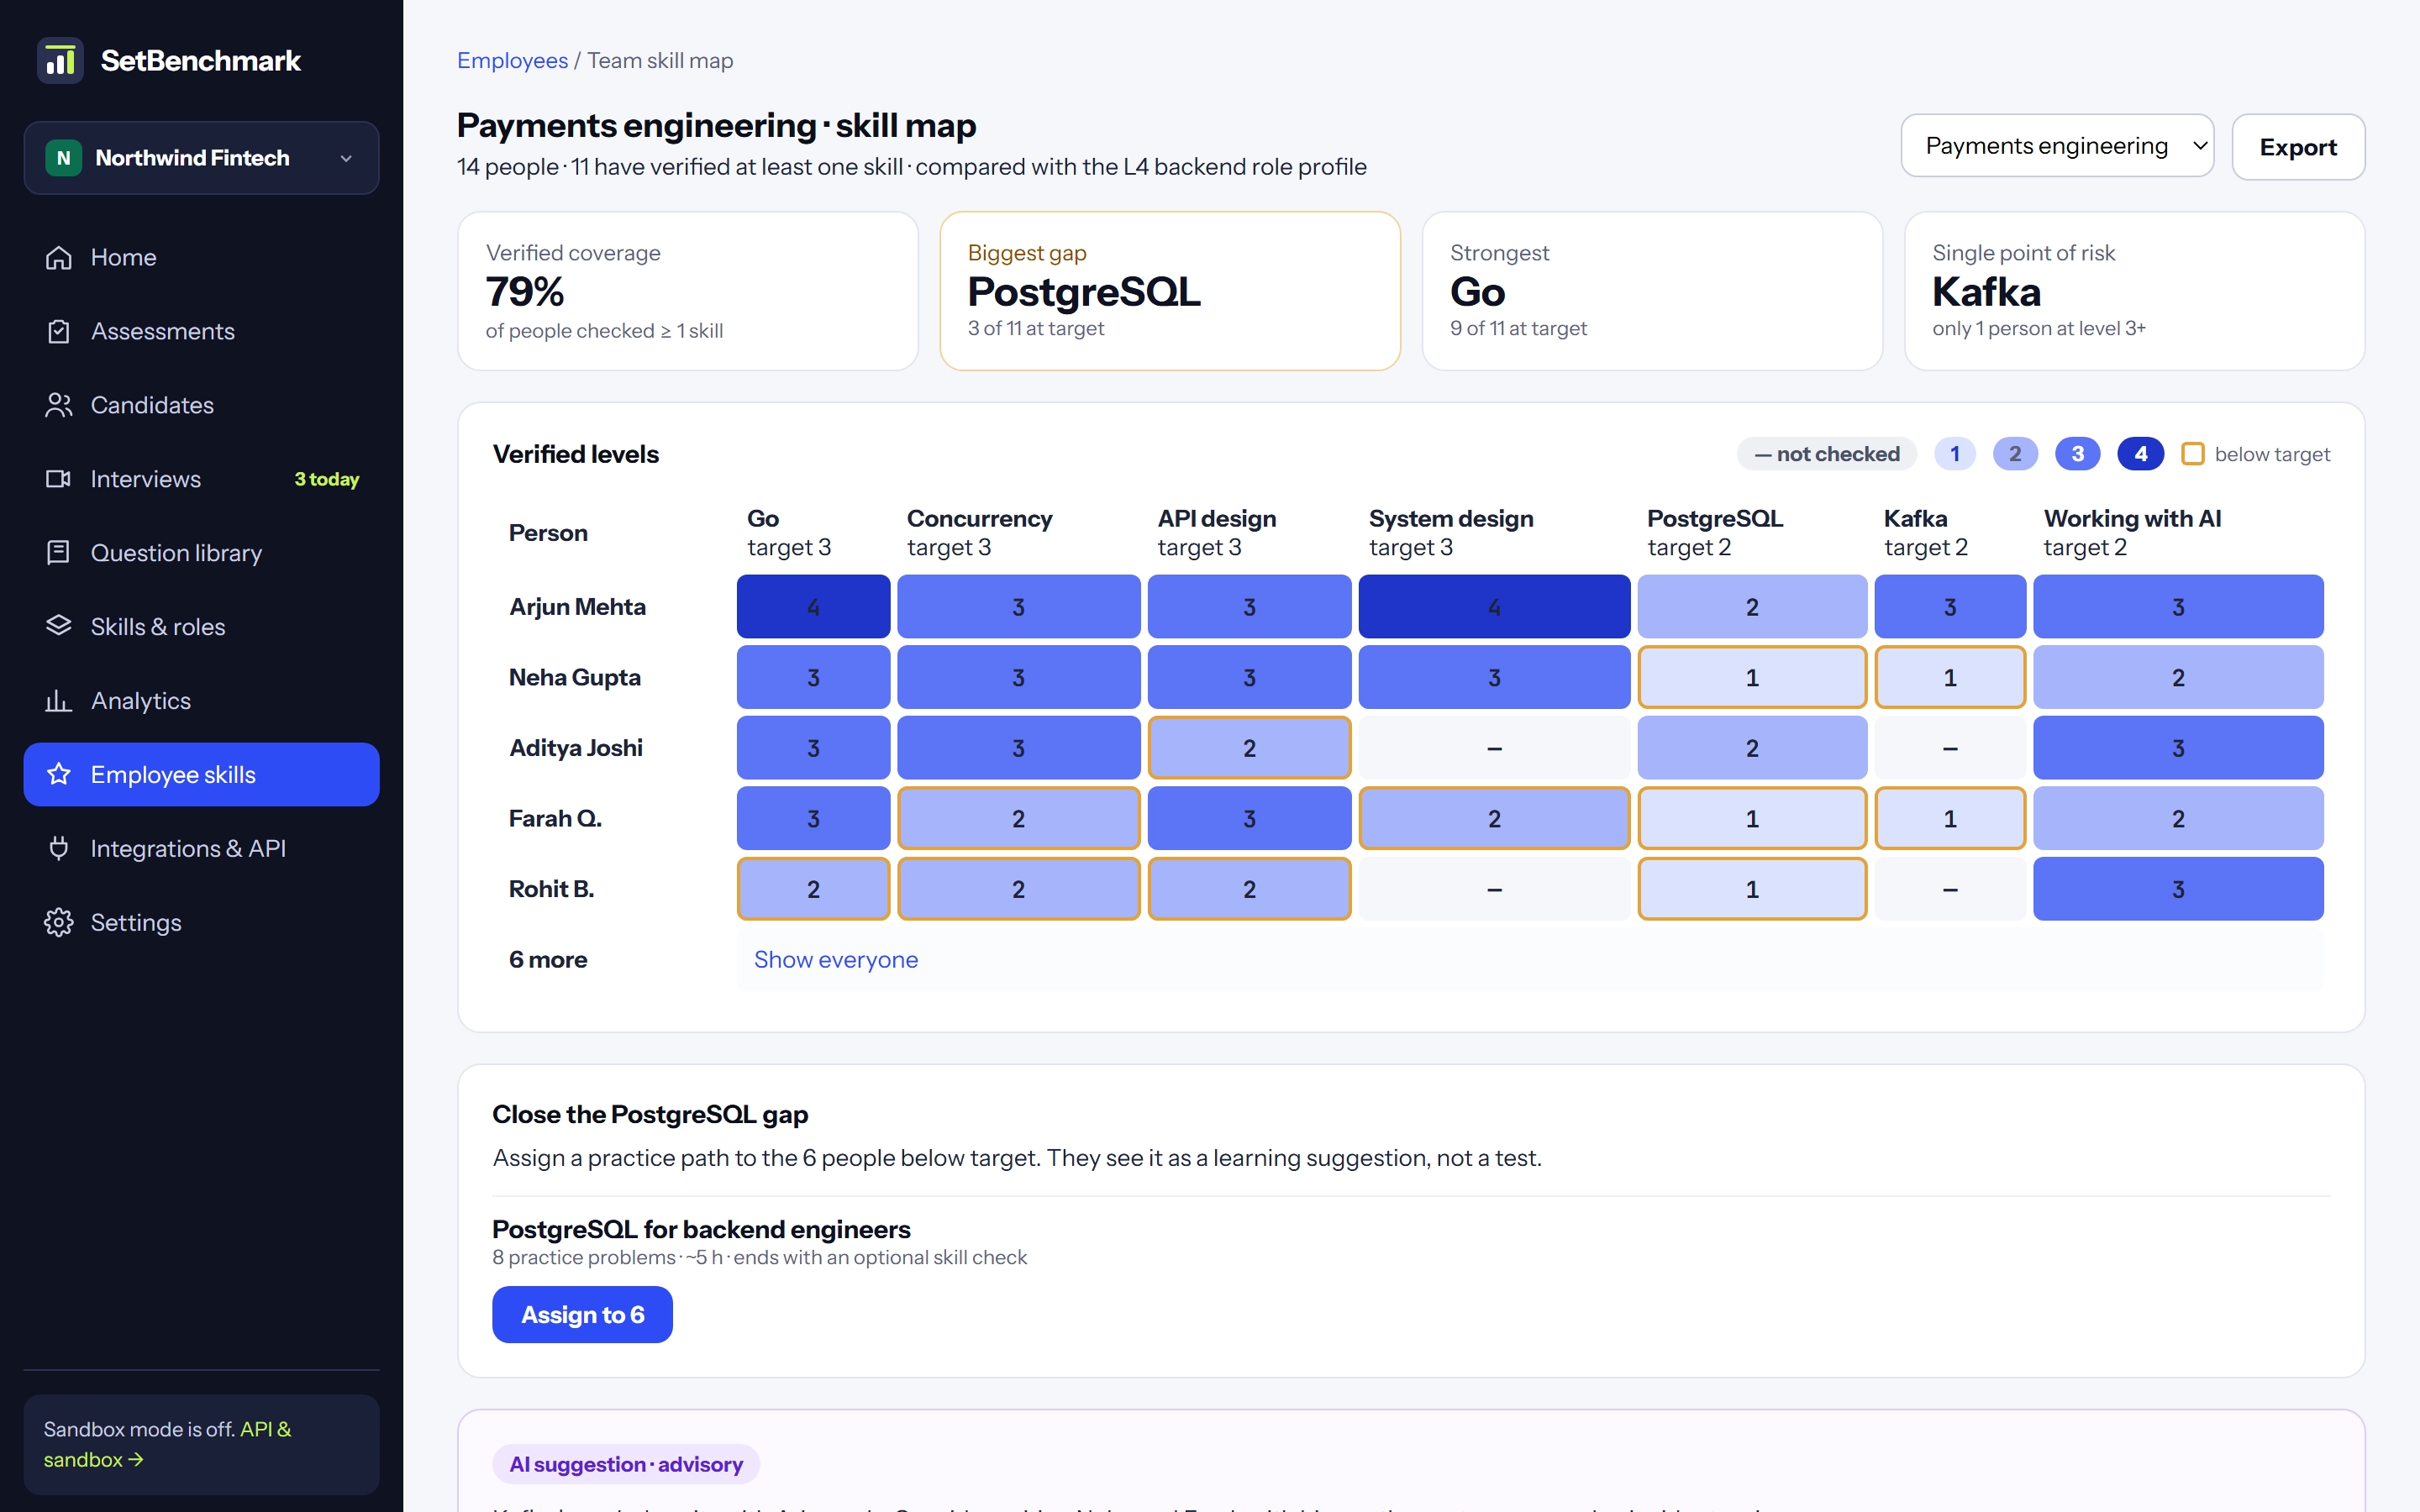 SetBenchmark
N Northwind Fintech
Home
Assessments
Candidates
Interviews 3 today
Question library
Skills & roles
Analytics
Employee skills
Integrations & API
Settings
Sandbox mode is off. API &
sandbox →
Employees / Team skill map
Payments engineering · skill map
14 people · 11 have verified at least one skill · compared with the L4 backend role profile
Payments engineering
Export
Verified coverage
79%
of people checked ≥ 1 skill
Biggest gap
PostgreSQL
3 of 11 at target
Strongest
Go
9 of 11 at target
Single point of risk
Kafka
only 1 person at level 3+
Verified levels
— not checked 1 2 3 4 below target
Person
Go Concurrency API design System design PostgreSQL Kafka Working with AI
target 3 target 3 target 3 target 3 target 2 target 2 target 2
Arjun Mehta 4 3 3 4 2 3 3
Neha Gupta 3 3 3 3 1 1 2
Aditya Joshi 3 3 2 – 2 – 3
Farah Q. 3 2 3 2 1 1 2
Rohit B. 2 2 2 – 1 – 3
6 more Show everyone
Close the PostgreSQL gap
Assign a practice path to the 6 people below target. They see it as a learning suggestion, not a test.
PostgreSQL for backend engineers
8 practice problems · ~5 h · ends with an optional skill check
Assign to 6
AI suggestion · advisory